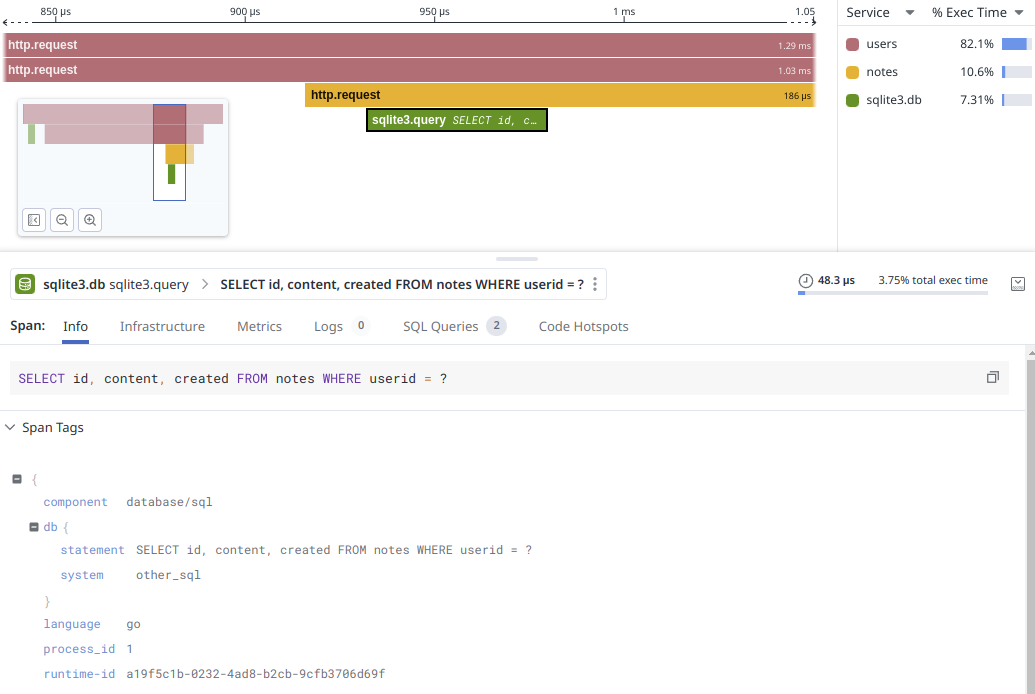 850 µs 900 µs 950 µs 1 ms 1.05
Service % Exec Time
http.request 1.29 ms
users 82.1%
http.request 1.03 ms
notes 10.6%
http.request 186 µs
sqlite3.db 7.31%
sqlite3.query SELECT id, c…
sqlite3.db sqlite3.query SELECT id, content, created FROM notes WHERE userid = ?
48.3 µs 3.75% total exec time
Span: Info Infrastructure Metrics Logs 0 SQL Queries 2 Code Hotspots
SELECT id, content, created FROM notes WHERE userid = ?
Span Tags
{
component database/sql
db {
statement SELECT id, content, created FROM notes WHERE userid = ?
system other_sql
}
language go
process_id 1
runtime-id a19f5c1b-0232-4ad8-b2cb-9cfb3706d69f